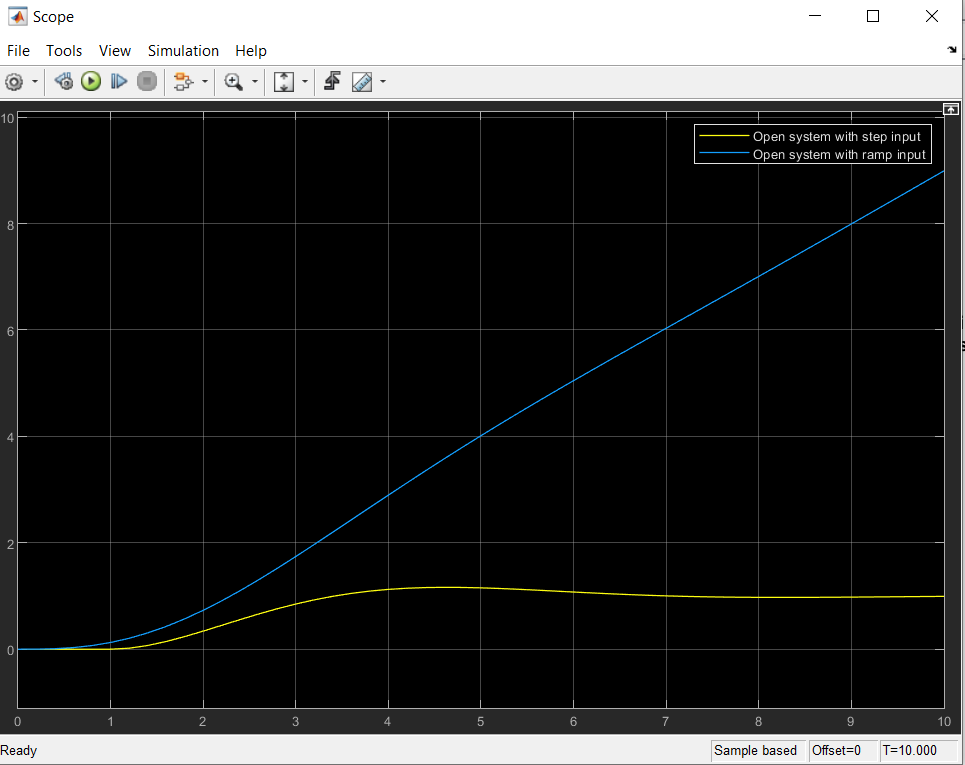 Scope
File Tools View Simulation Help
Open system with step input
Open system with ramp input
10
8
6
4
2
0
0 1 2 3 4 5 6 7 8 9 10
Ready Sample based Offset=0 T=10.000